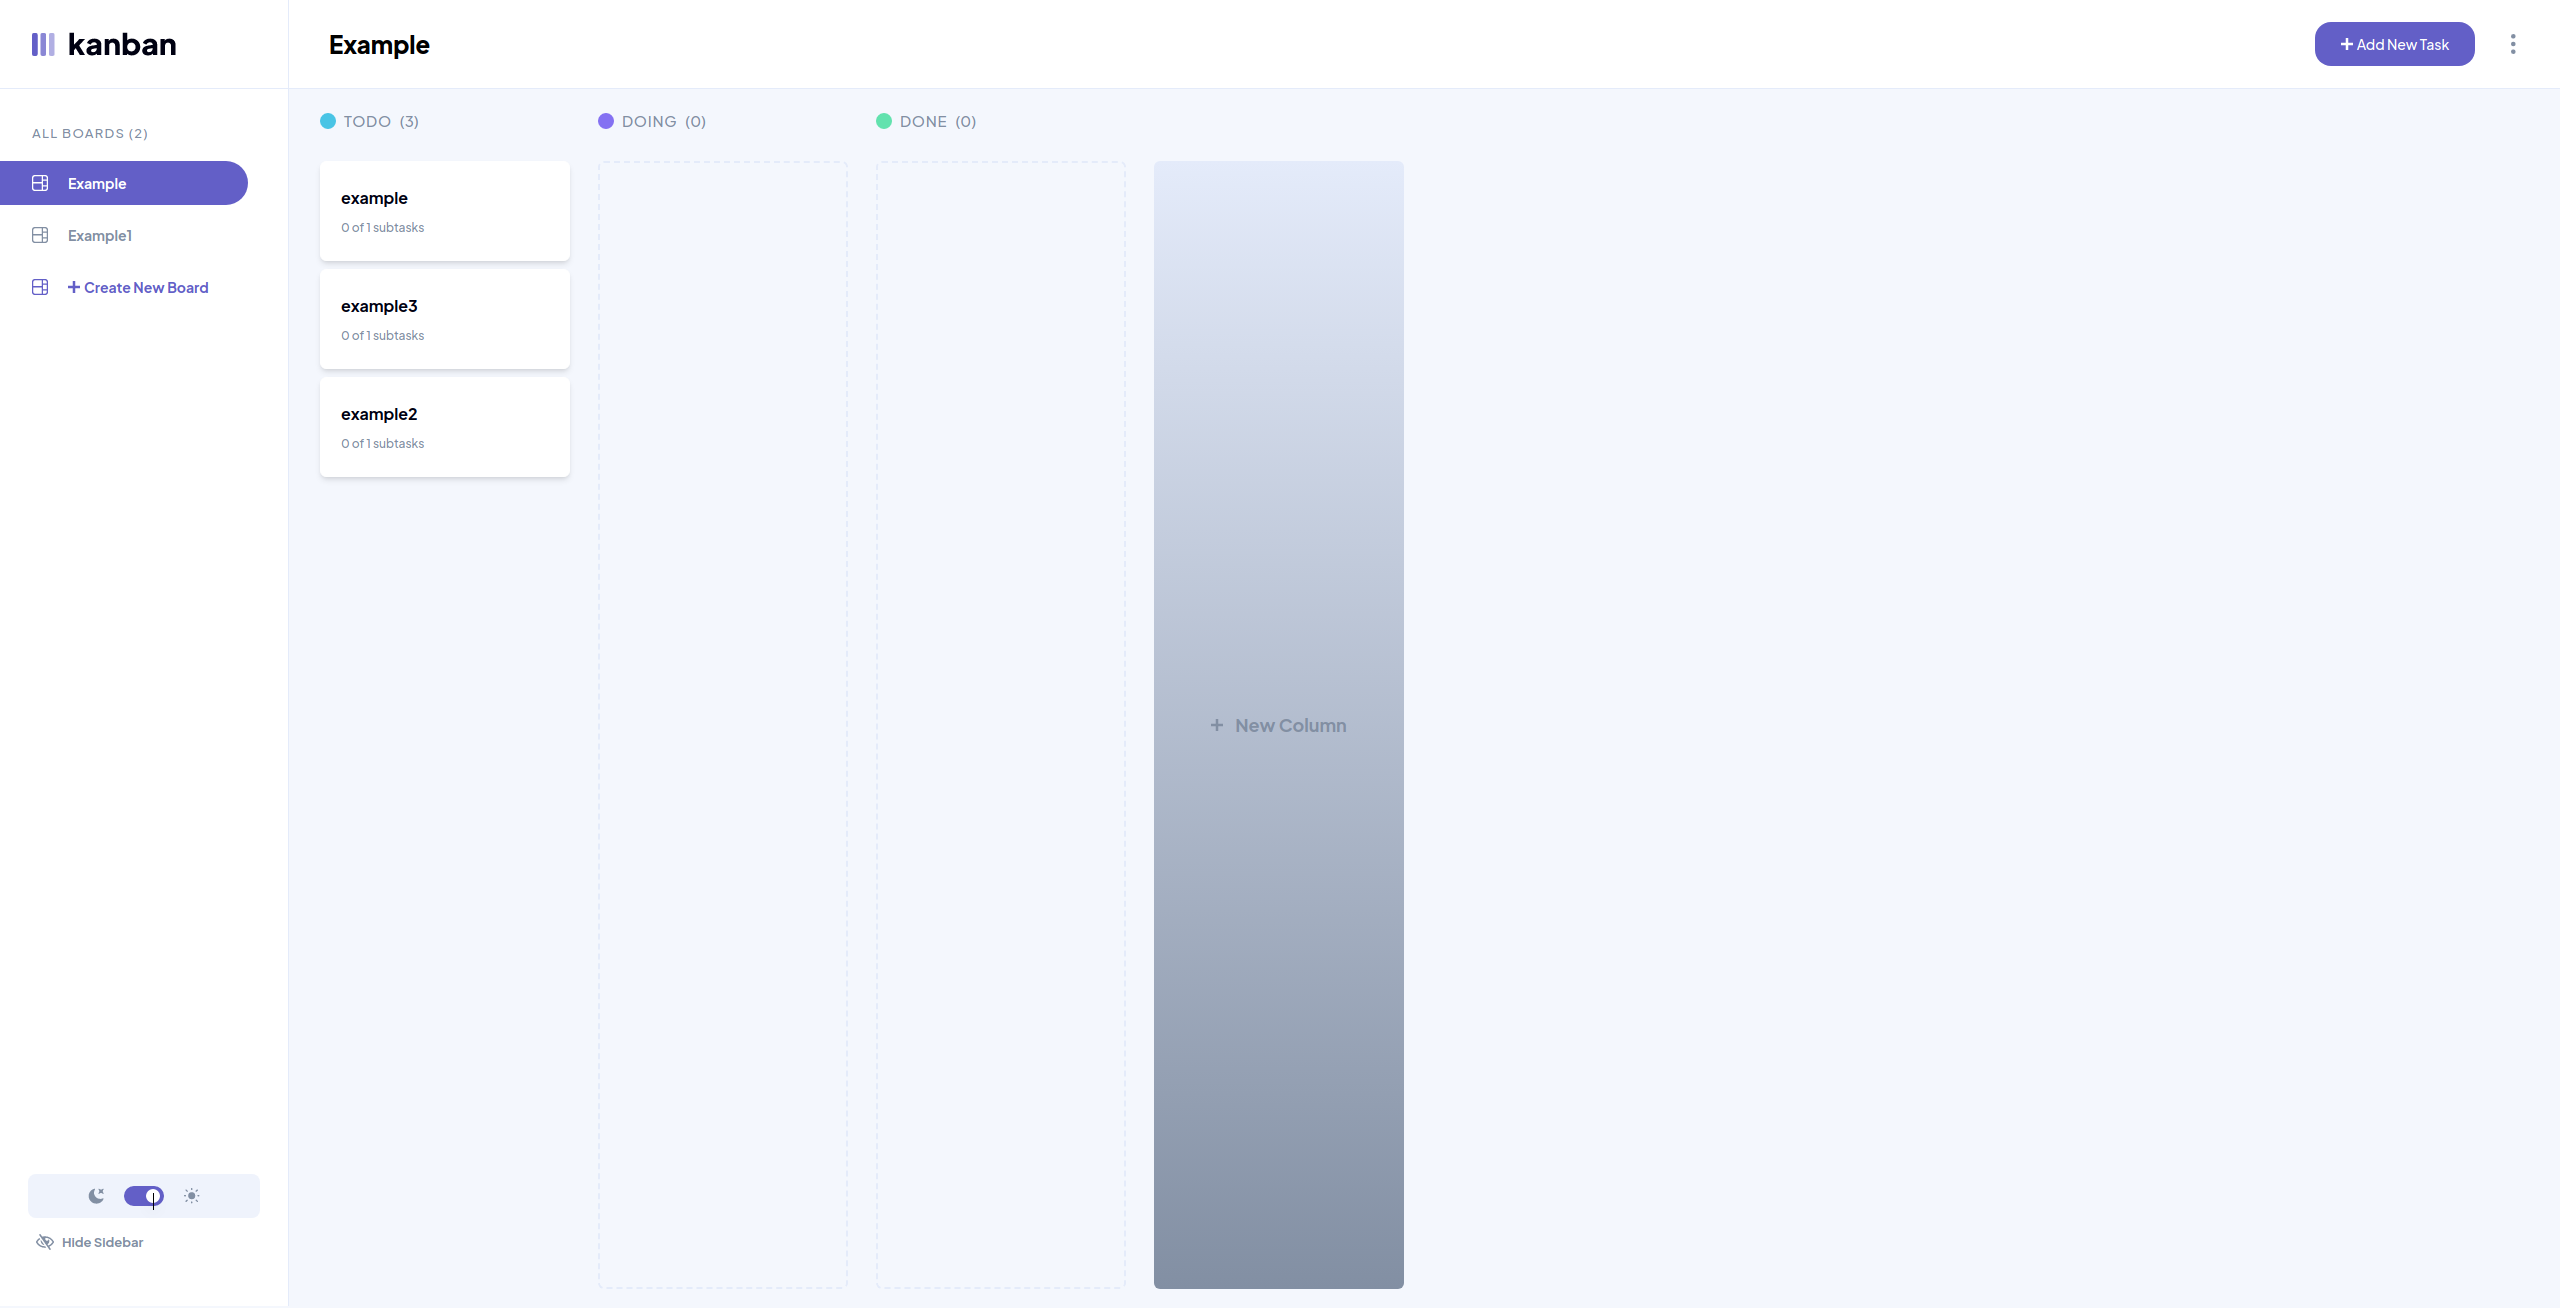 kanban
Example
+ Add New Task
ALL BOARDS (2)
Example
Example1
+ Create New Board
TODO (3)
example
0 of 1 subtasks
example3
0 of 1 subtasks
example2
0 of 1 subtasks
DOING (0)
DONE (0)
+ New Column
Hide Sidebar